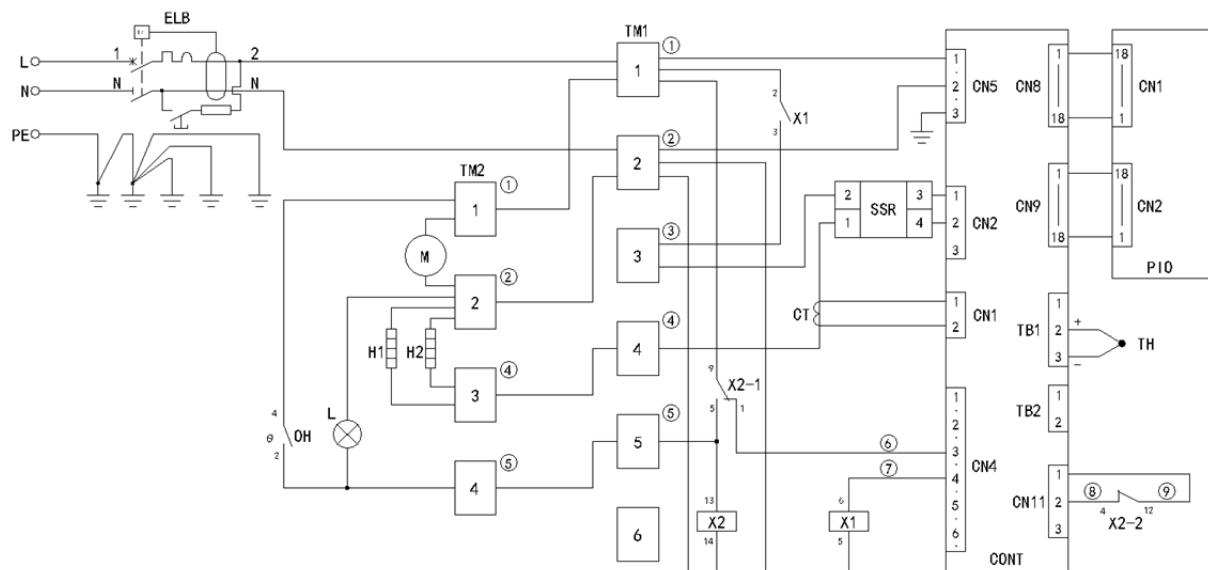 ELB
TM1
1
2
L
N
N
PE
①
1
1
·
2
·
3
CN5
CN8
1
18
18
1
CN1
2
3
X1
②
2
TM2
①
1
M
③
3
2
1
SSR
3
4
1
2
3
CN2
CN9
1
18
18
1
CN2
PIO
②
2
H1
H2
④
3
④
4
CT
1
2
CN1
TB1
1
2
3
+
−
TH
9
X2-1
5
1
TB2
1
2
4
θ
2
OH
L
⑤
5
⑤
4
⑥
⑦
1
·
2
·
3
·
4
·
5
·
6
·
CN4
CN11
1
2
3
⑧
⑨
4
12
X2-2
6
13
X2
14
6
X1
5
CONT